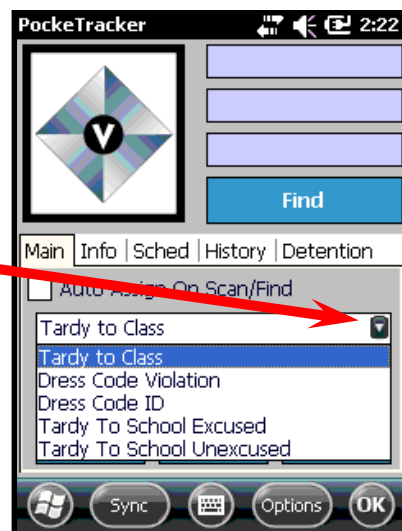 PockeTracker 2:22
V
Find
Main Info Sched History Detention
Auto Assign On Scan/Find
Tardy to Class
Tardy to Class
Dress Code Violation
Dress Code ID
Tardy To School Excused
Tardy To School Unexcused
Sync Options OK